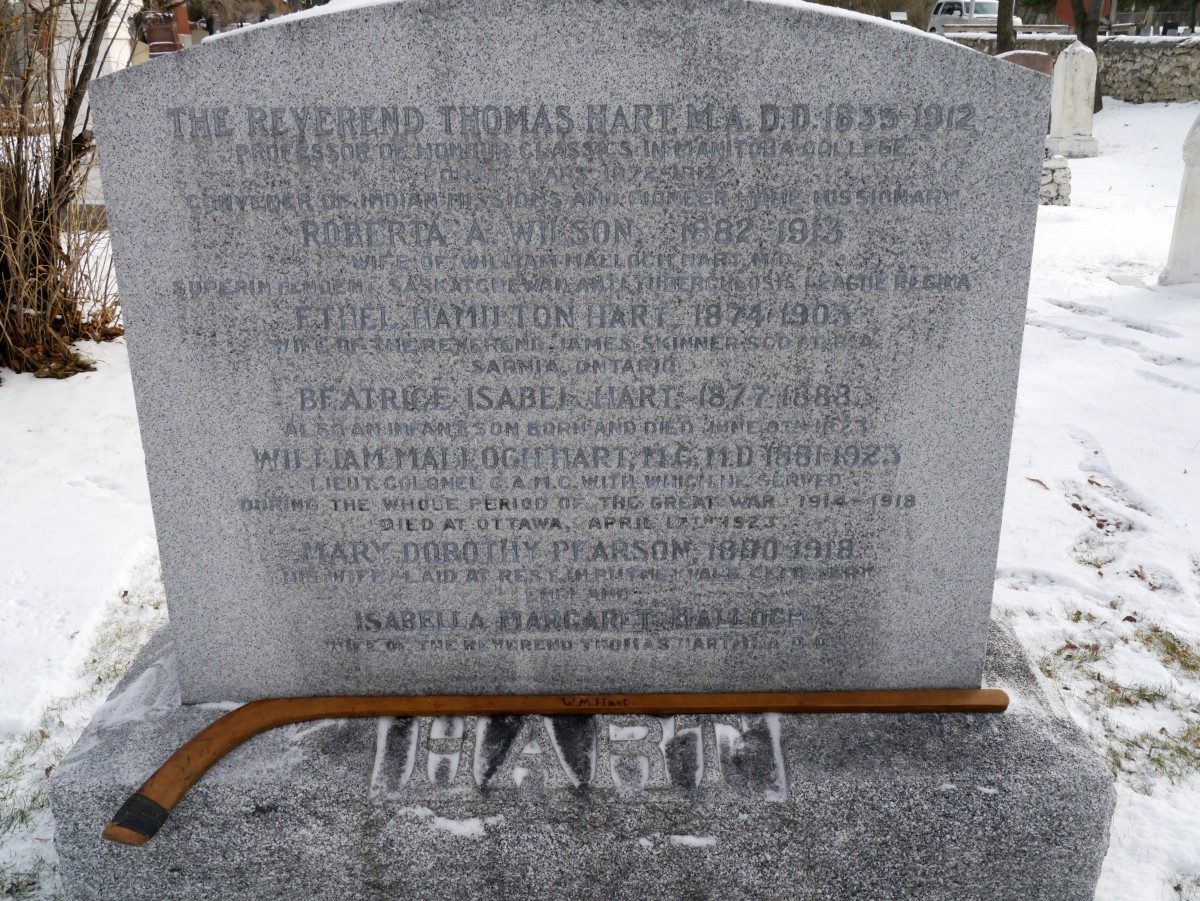 THE REVEREND THOMAS HART, M.A. D.D. 1835-1912
PROFESSOR OF CLASSICS IN MANITOBA COLLEGE
FORTY YEARS 1872-1912
CONVENOR OF INDIAN MISSIONS AND PIONEER HOME MISSIONARY
ROBERTA A. WILSON, 1882 1913
WIFE OF WILLIAM MALLOCH HART, M.D.
SUPERINTENDENT, SASKATCHEWAN ANTI TUBERCULOSIS LEAGUE REGINA
ETHEL HAMILTON HART, 1874-1903
WIFE OF THE REVEREND JAMES SKINNER SCOTT, B.A.
SARNIA, ONTARIO
BEATRICE ISABEL HART, 1877-1888
ALSO AN INFANT SON BORN AND DIED JUNE 9TH
WILLIAM MALLOCH HART, M.C. M.D 1881-1923
LIEUT. COLONEL C.A.M.C. WITH WHICH HE SERVED
DURING THE WHOLE PERIOD OF THE GREAT WAR 1914-1918
DIED AT OTTAWA, APRIL 17TH 1923
MARY DOROTHY PEARSON, 1890-1918
HIS WIFE - LAID AT REST IN PUTNEY VALE CEMETERY
ENGLAND
ISABELLA MARGARET MALLOCH
WIFE OF THE REVEREND THOMAS HART, M.A. D.D.
W.M.Hart
HART